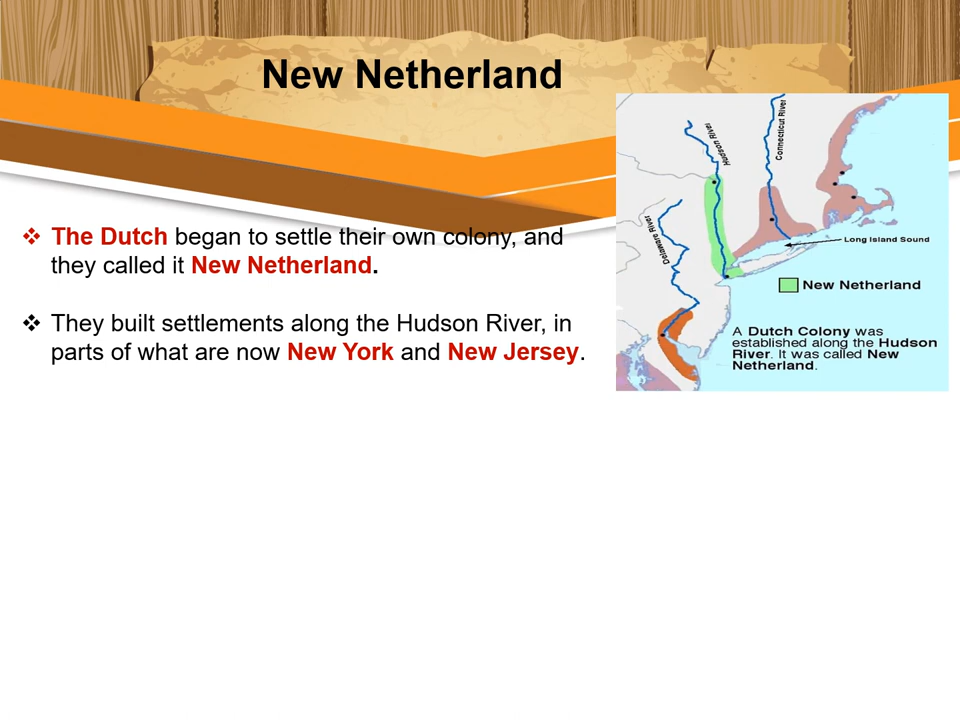 New Netherland
❖ The Dutch began to settle their own colony, and
they called it New Netherland.
❖ They built settlements along the Hudson River, in
parts of what are now New York and New Jersey.
Hudson River
Connecticut River
Delaware River
Long Island Sound
New Netherland
A Dutch Colony was
established along the Hudson
River. It was called New
Netherland.